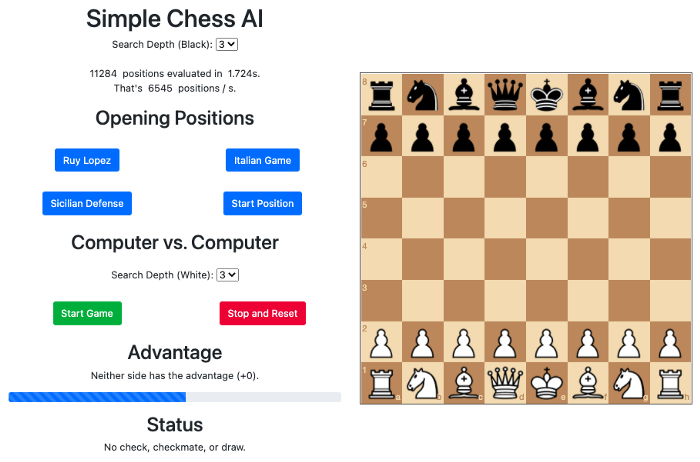 Simple Chess AI
Search Depth (Black): 3
11284 positions evaluated in 1.724s.
That's 6545 positions / s.
Opening Positions
Ruy Lopez
Italian Game
Sicilian Defense
Start Position
Computer vs. Computer
Search Depth (White): 3
Start Game
Stop and Reset
Advantage
Neither side has the advantage (+0).
Status
No check, checkmate, or draw.
8
7
6
5
4
3
2
1
a b c d e f g h